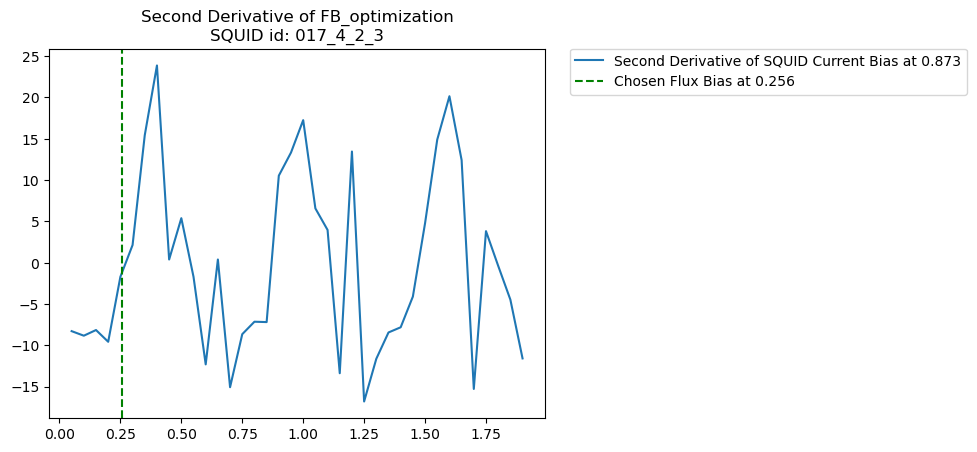 Second Derivative of FB_optimization
SQUID id: 017_4_2_3
Second Derivative of SQUID Current Bias at 0.873
Chosen Flux Bias at 0.256
25
20
15
10
5
0
−5
−10
−15
0.00 0.25 0.50 0.75 1.00 1.25 1.50 1.75